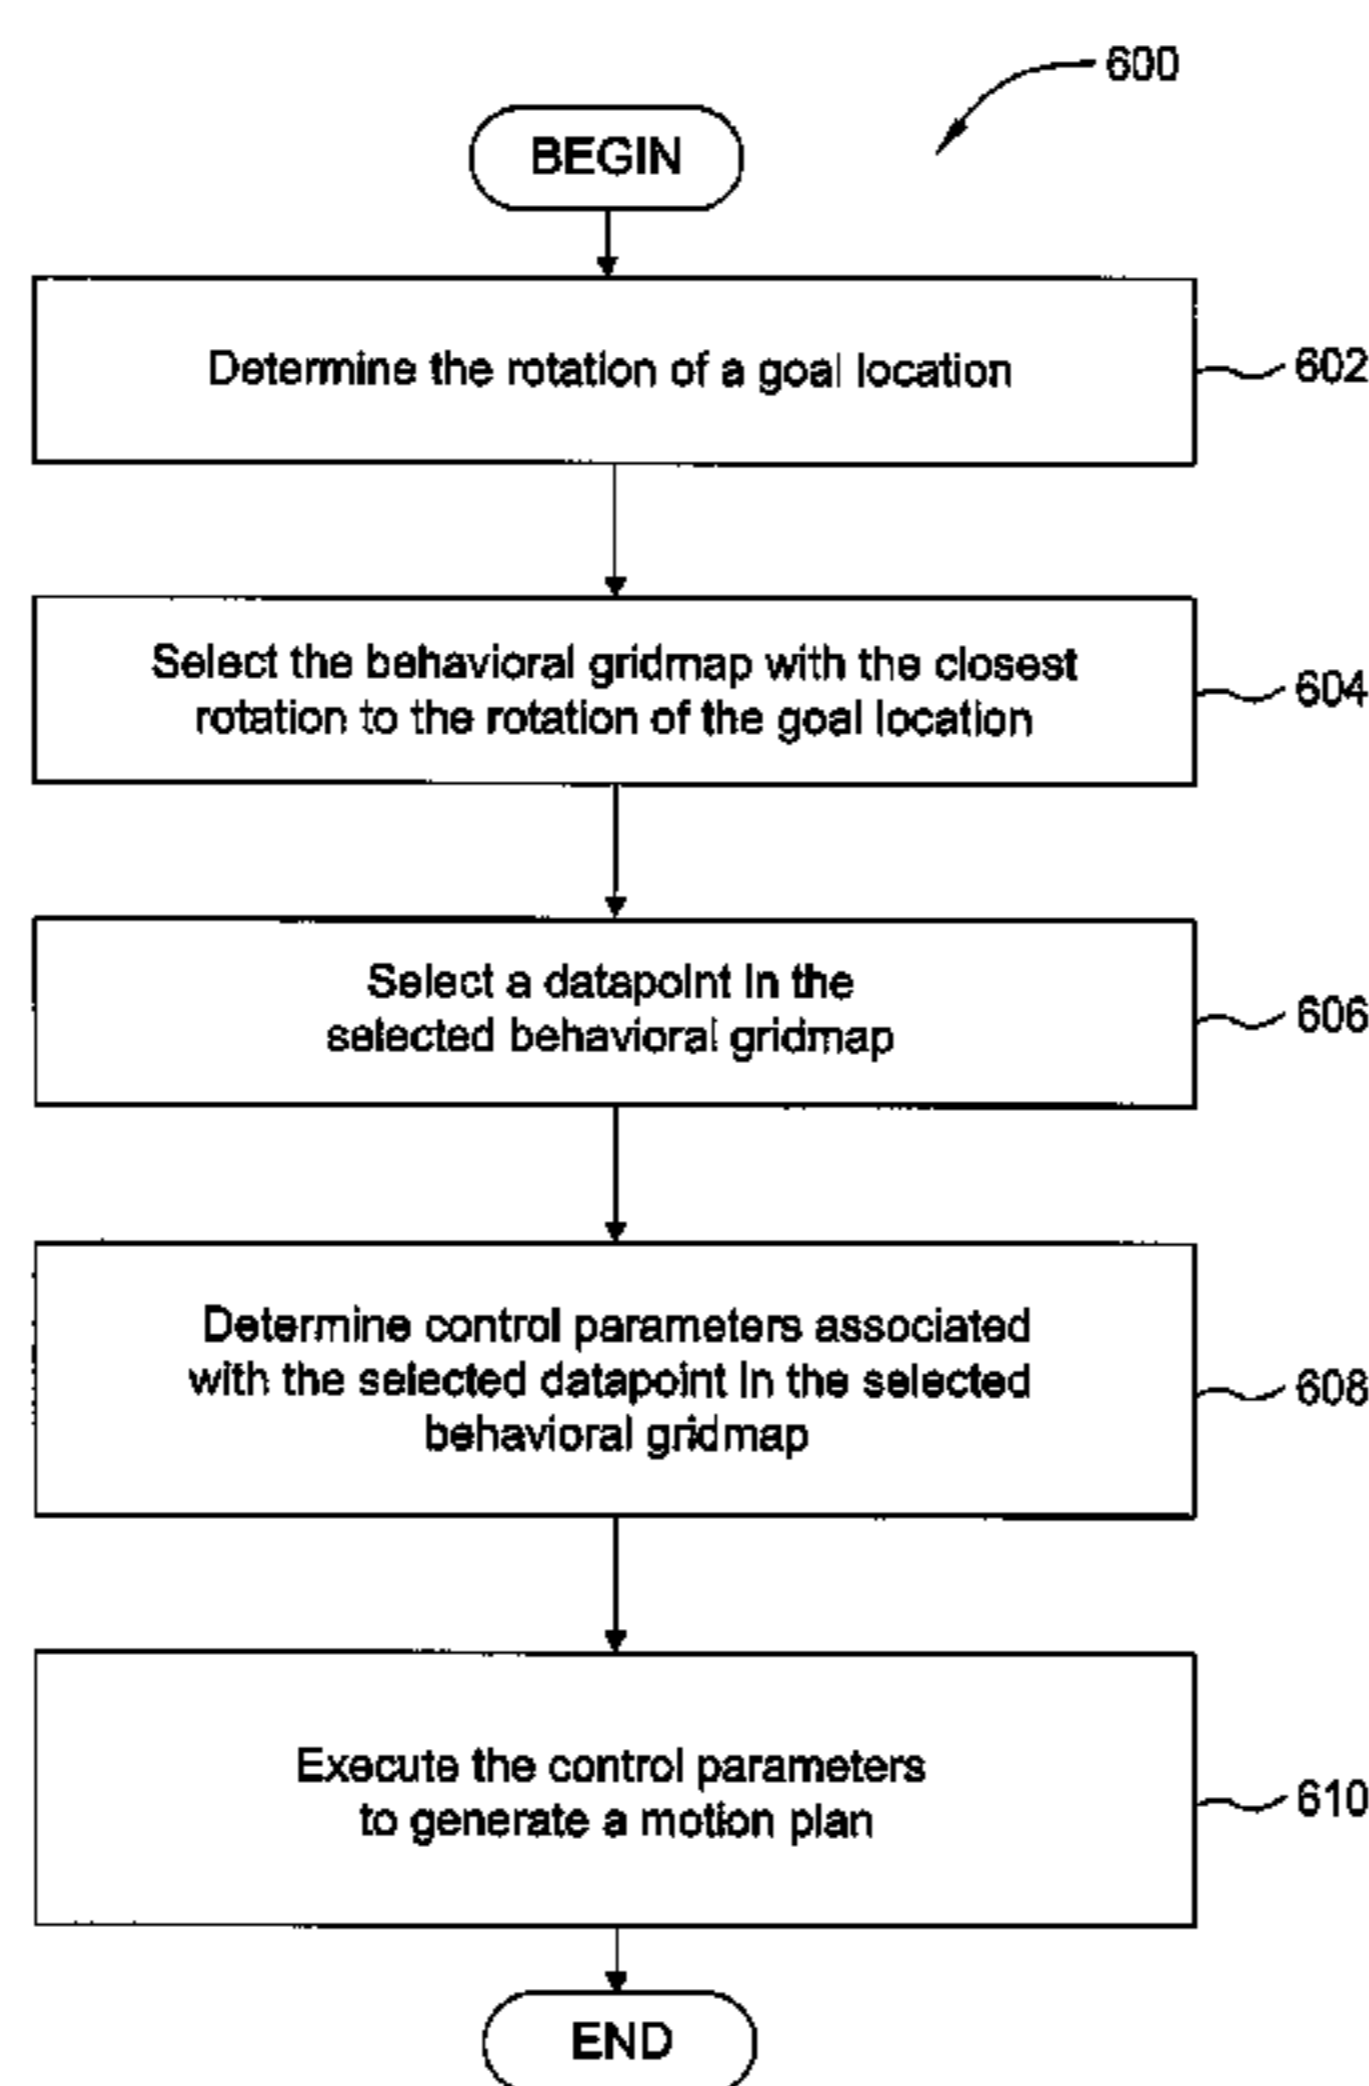 600
BEGIN
Determine the rotation of a goal location
602
Select the behavioral gridmap with the closest
rotation to the rotation of the goal location
604
Select a datapoint in the
selected behavioral gridmap
606
Determine control parameters associated
with the selected datapoint in the selected
behavioral gridmap
608
Execute the control parameters
to generate a motion plan
610
END